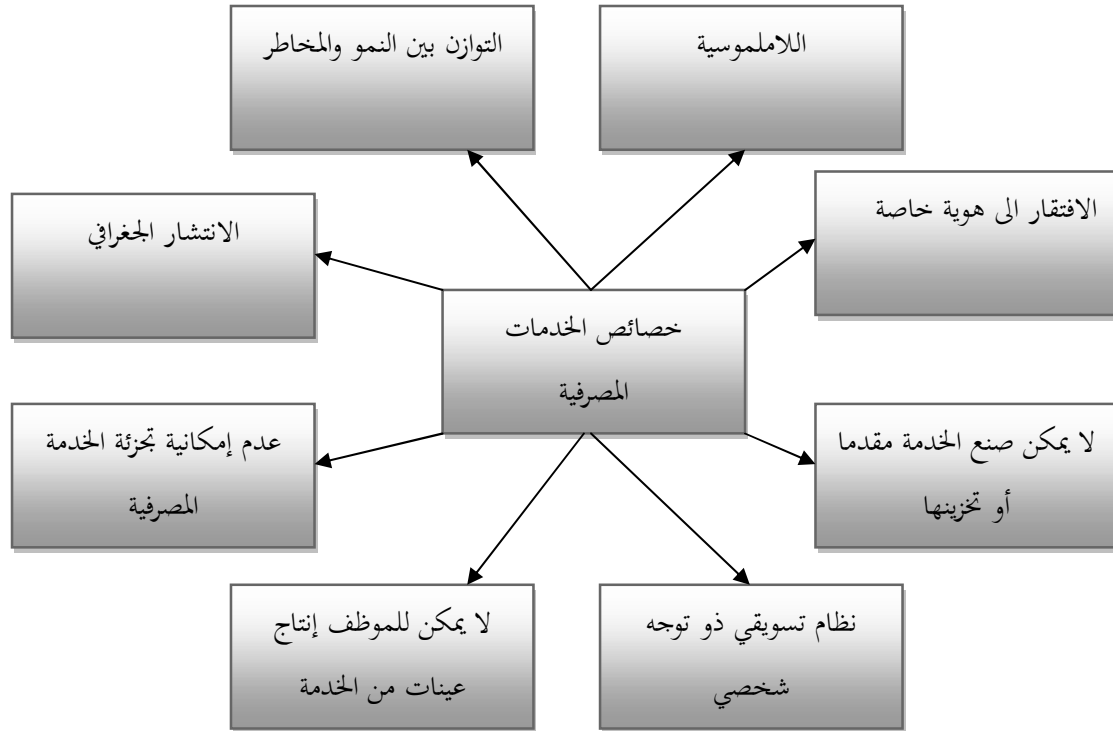 اللاملموسية
التوازن بين النمو والمخاطر
الافتقار الى هوية خاصة
الانتشار الجغرافي
خصائص الخدمات
المصرفية
لا يمكن صنع الخدمة مقدما
أو تخزينها
عدم إمكانية تجزئة الخدمة
المصرفية
نظام تسويقي ذو توجه
شخصي
لا يمكن للموظف إنتاج
عينات من الخدمة